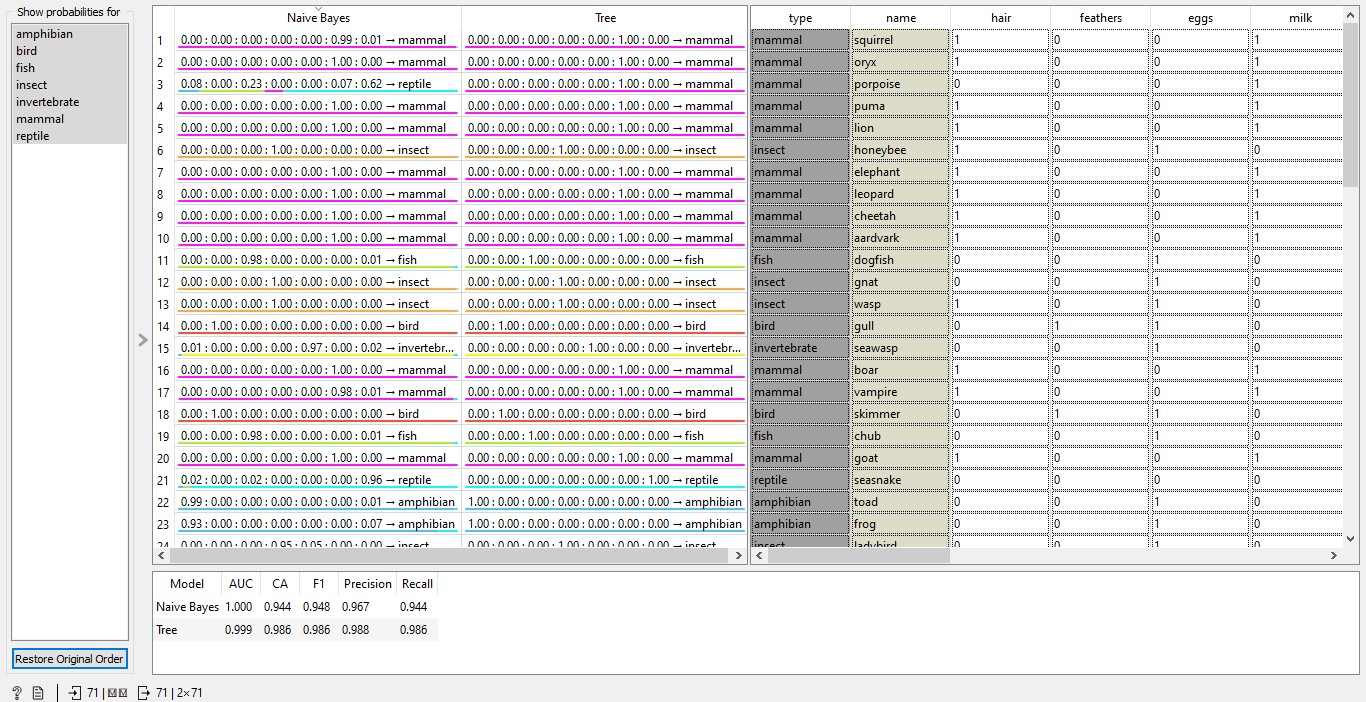 Show probabilities for
amphibian
bird
fish
insect
invertebrate
mammal
reptile
Restore Original Order
Naive Bayes Tree type name hair feathers eggs milk
1 0.00 : 0.00 : 0.00 : 0.00 : 0.00 : 0.99 : 0.01 → mammal 0.00 : 0.00 : 0.00 : 0.00 : 0.00 : 1.00 : 0.00 → mammal mammal squirrel 1 0 0 1
2 0.00 : 0.00 : 0.00 : 0.00 : 0.00 : 1.00 : 0.00 → mammal 0.00 : 0.00 : 0.00 : 0.00 : 0.00 : 1.00 : 0.00 → mammal mammal oryx 1 0 0 1
3 0.08 : 0.00 : 0.23 : 0.00 : 0.00 : 0.07 : 0.62 → reptile 0.00 : 0.00 : 0.00 : 0.00 : 0.00 : 1.00 : 0.00 → mammal mammal porpoise 0 0 0 1
4 0.00 : 0.00 : 0.00 : 0.00 : 0.00 : 1.00 : 0.00 → mammal 0.00 : 0.00 : 0.00 : 0.00 : 0.00 : 1.00 : 0.00 → mammal mammal puma 1 0 0 1
5 0.00 : 0.00 : 0.00 : 0.00 : 0.00 : 1.00 : 0.00 → mammal 0.00 : 0.00 : 0.00 : 0.00 : 0.00 : 1.00 : 0.00 → mammal mammal lion 1 0 0 1
6 0.00 : 0.00 : 0.00 : 1.00 : 0.00 : 0.00 : 0.00 → insect 0.00 : 0.00 : 0.00 : 1.00 : 0.00 : 0.00 : 0.00 → insect insect honeybee 1 0 1 0
7 0.00 : 0.00 : 0.00 : 0.00 : 0.00 : 1.00 : 0.00 → mammal 0.00 : 0.00 : 0.00 : 0.00 : 0.00 : 1.00 : 0.00 → mammal mammal elephant 1 0 0 1
8 0.00 : 0.00 : 0.00 : 0.00 : 0.00 : 1.00 : 0.00 → mammal 0.00 : 0.00 : 0.00 : 0.00 : 0.00 : 1.00 : 0.00 → mammal mammal leopard 1 0 0 1
9 0.00 : 0.00 : 0.00 : 0.00 : 0.00 : 1.00 : 0.00 → mammal 0.00 : 0.00 : 0.00 : 0.00 : 0.00 : 1.00 : 0.00 → mammal mammal cheetah 1 0 0 1
10 0.00 : 0.00 : 0.00 : 0.00 : 0.00 : 1.00 : 0.00 → mammal 0.00 : 0.00 : 0.00 : 0.00 : 0.00 : 1.00 : 0.00 → mammal mammal aardvark 1 0 0 1
11 0.00 : 0.00 : 0.98 : 0.00 : 0.00 : 0.00 : 0.01 → fish 0.00 : 0.00 : 1.00 : 0.00 : 0.00 : 0.00 : 0.00 → fish fish dogfish 0 0 1 0
12 0.00 : 0.00 : 0.00 : 1.00 : 0.00 : 0.00 : 0.00 → insect 0.00 : 0.00 : 0.00 : 1.00 : 0.00 : 0.00 : 0.00 → insect insect gnat 0 0 1 0
13 0.00 : 0.00 : 0.00 : 1.00 : 0.00 : 0.00 : 0.00 → insect 0.00 : 0.00 : 0.00 : 1.00 : 0.00 : 0.00 : 0.00 → insect insect wasp 1 0 1 0
14 0.00 : 1.00 : 0.00 : 0.00 : 0.00 : 0.00 : 0.00 → bird 0.00 : 1.00 : 0.00 : 0.00 : 0.00 : 0.00 : 0.00 → bird bird gull 0 1 1 0
15 0.01 : 0.00 : 0.00 : 0.00 : 0.97 : 0.00 : 0.02 → invertebr... 0.00 : 0.00 : 0.00 : 0.00 : 1.00 : 0.00 : 0.00 → invertebr... invertebrate seawasp 0 0 1 0
16 0.00 : 0.00 : 0.00 : 0.00 : 0.00 : 1.00 : 0.00 → mammal 0.00 : 0.00 : 0.00 : 0.00 : 0.00 : 1.00 : 0.00 → mammal mammal boar 1 0 0 1
17 0.00 : 0.00 : 0.00 : 0.00 : 0.00 : 0.98 : 0.01 → mammal 0.00 : 0.00 : 0.00 : 0.00 : 0.00 : 1.00 : 0.00 → mammal mammal vampire 1 0 0 1
18 0.00 : 1.00 : 0.00 : 0.00 : 0.00 : 0.00 : 0.00 → bird 0.00 : 1.00 : 0.00 : 0.00 : 0.00 : 0.00 : 0.00 → bird bird skimmer 0 1 1 0
19 0.00 : 0.00 : 0.98 : 0.00 : 0.00 : 0.00 : 0.01 → fish 0.00 : 0.00 : 1.00 : 0.00 : 0.00 : 0.00 : 0.00 → fish fish chub 0 0 1 0
20 0.00 : 0.00 : 0.00 : 0.00 : 0.00 : 1.00 : 0.00 → mammal 0.00 : 0.00 : 0.00 : 0.00 : 0.00 : 1.00 : 0.00 → mammal mammal goat 1 0 0 1
21 0.02 : 0.00 : 0.02 : 0.00 : 0.00 : 0.00 : 0.96 → reptile 0.00 : 0.00 : 0.00 : 0.00 : 0.00 : 0.00 : 1.00 → reptile reptile seasnake 0 0 0 0
22 0.99 : 0.00 : 0.00 : 0.00 : 0.00 : 0.00 : 0.01 → amphibian 1.00 : 0.00 : 0.00 : 0.00 : 0.00 : 0.00 : 0.00 → amphibian amphibian toad 0 0 1 0
23 0.93 : 0.00 : 0.00 : 0.00 : 0.00 : 0.00 : 0.07 → amphibian 1.00 : 0.00 : 0.00 : 0.00 : 0.00 : 0.00 : 0.00 → amphibian amphibian frog 0 0 1 0
24 0.00 : 0.00 : 0.00 : 0.95 : 0.05 : 0.00 : 0.00 → insect 0.00 : 0.00 : 0.00 : 1.00 : 0.00 : 0.00 : 0.00 → insect insect ladybird 0 0 1 0
Model AUC CA F1 Precision Recall
Naive Bayes 1.000 0.944 0.948 0.967 0.944
Tree 0.999 0.986 0.986 0.988 0.986
? 71 | 71 | 2×71